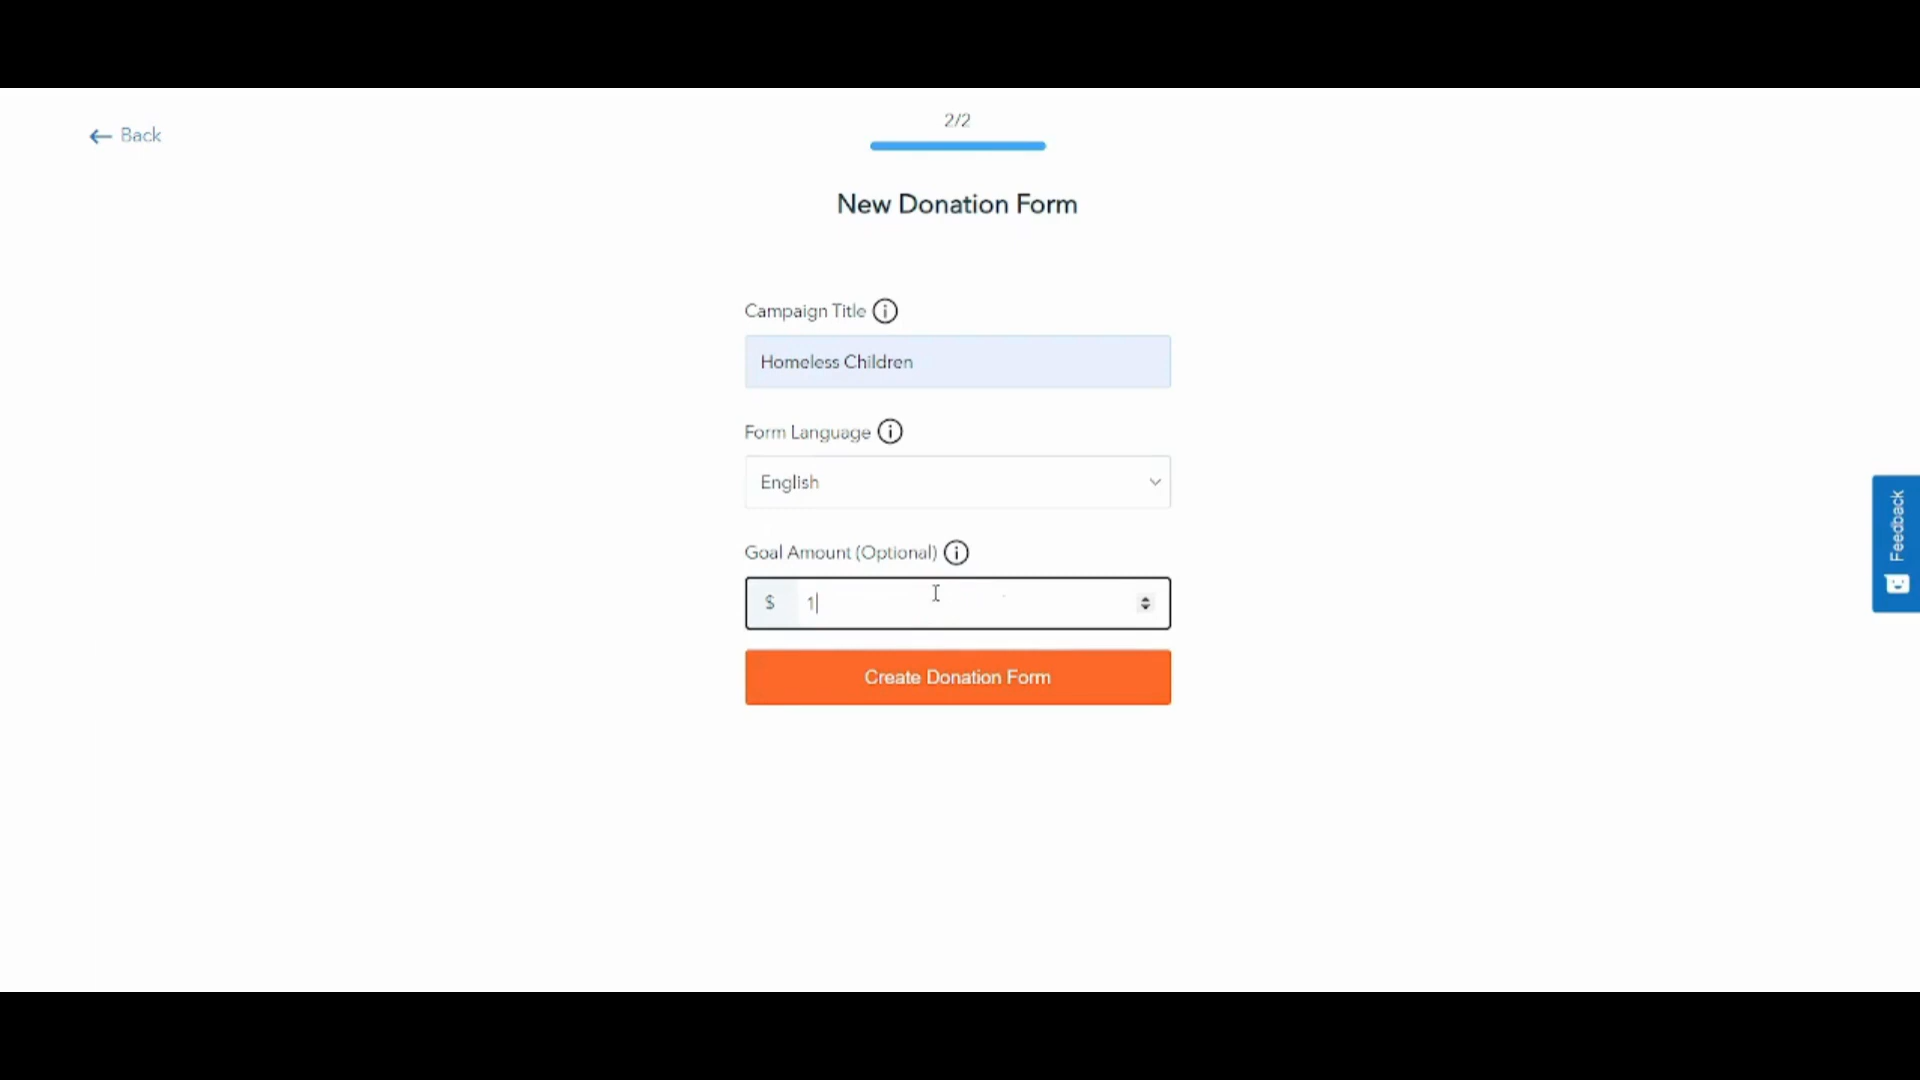 Back
2/2
New Donation Form
Campaign Title
Homeless Children
Form Language
English
Goal Amount (Optional)
$ 1
Create Donation Form
Feedback